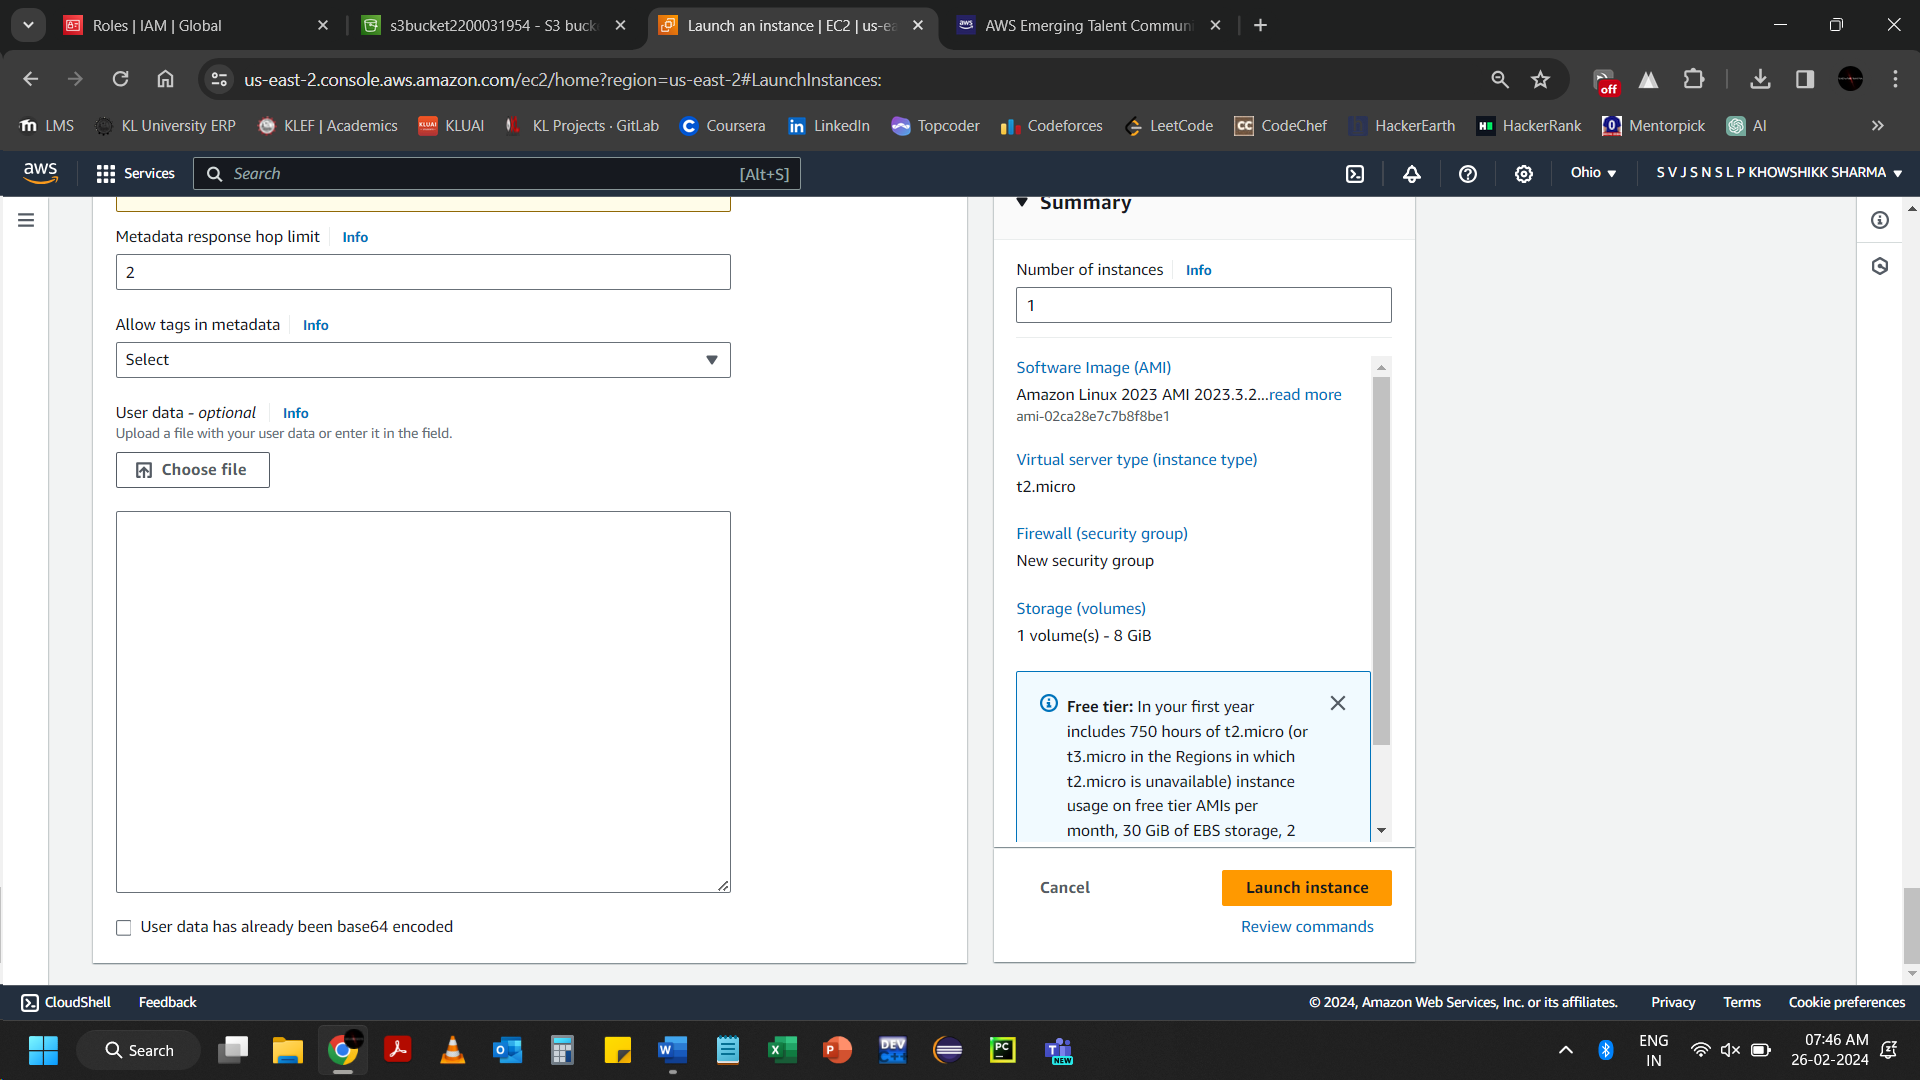 Roles | IAM | Global
s3bucket2200031954 - S3 buck
Launch an instance | EC2 | us-ea
AWS Emerging Talent Communi
us-east-2.console.aws.amazon.com/ec2/home?region=us-east-2#LaunchInstances:
off
LMS
KL University ERP
KLEF | Academics
KLUAI
KL Projects · GitLab
Coursera
LinkedIn
Topcoder
Codeforces
LeetCode
CodeChef
HackerEarth
HackerRank
Mentorpick
AI
aws
Services
Search
[Alt+S]
Ohio
S V J S N S L P KHOWSHIKK SHARMA
Metadata response hop limit
Info
2
Allow tags in metadata
Info
Select
User data - optional
Info
Upload a file with your user data or enter it in the field.
Choose file
User data has already been base64 encoded
Summary
Number of instances
Info
1
Software Image (AMI)
Amazon Linux 2023 AMI 2023.3.2...read more
ami-02ca28e7c7b8f8be1
Virtual server type (instance type)
t2.micro
Firewall (security group)
New security group
Storage (volumes)
1 volume(s) - 8 GiB
Free tier: In your first year
includes 750 hours of t2.micro (or
t3.micro in the Regions in which
t2.micro is unavailable) instance
usage on free tier AMIs per
month, 30 GiB of EBS storage, 2
Cancel
Launch instance
Review commands
CloudShell
Feedback
© 2024, Amazon Web Services, Inc. or its affiliates.
Privacy
Terms
Cookie preferences
Search
DEV
PC
NEW
ENG
IN
07:46 AM
26-02-2024